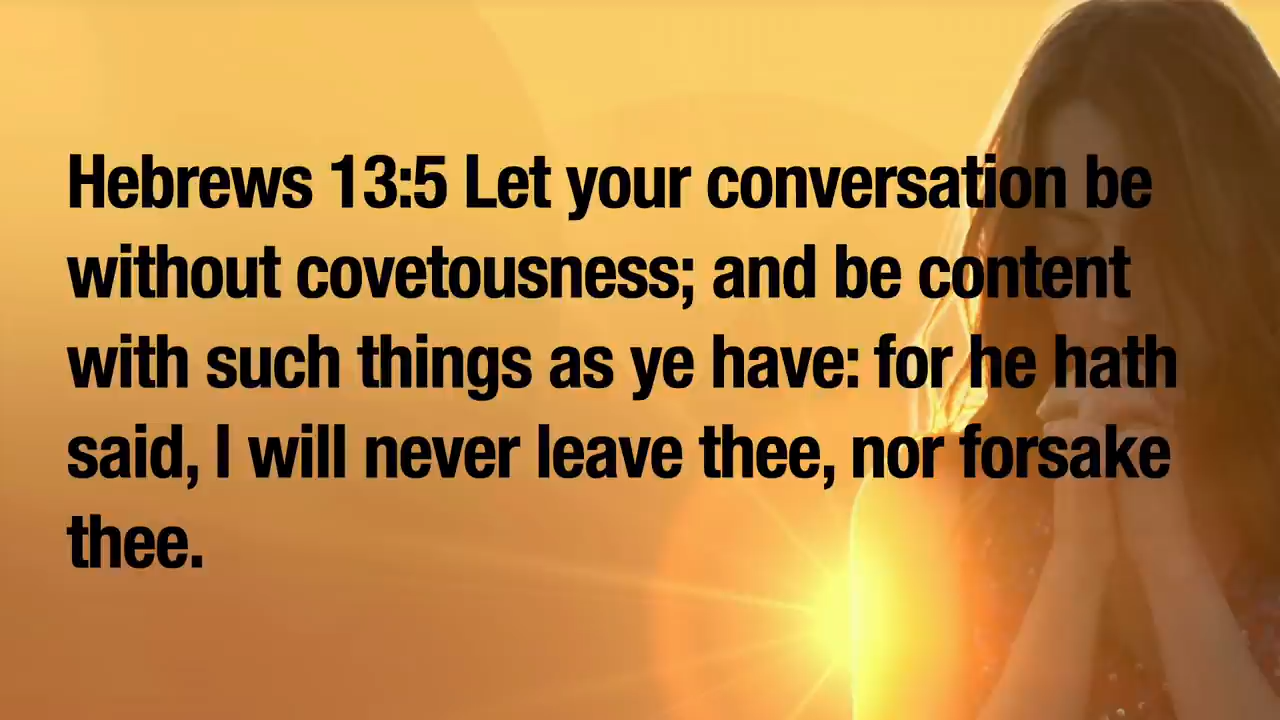 Hebrews 13:5 Let your conversation be
without covetousness; and be content
with such things as ye have: for he hath
said, I will never leave thee, nor forsake
thee.